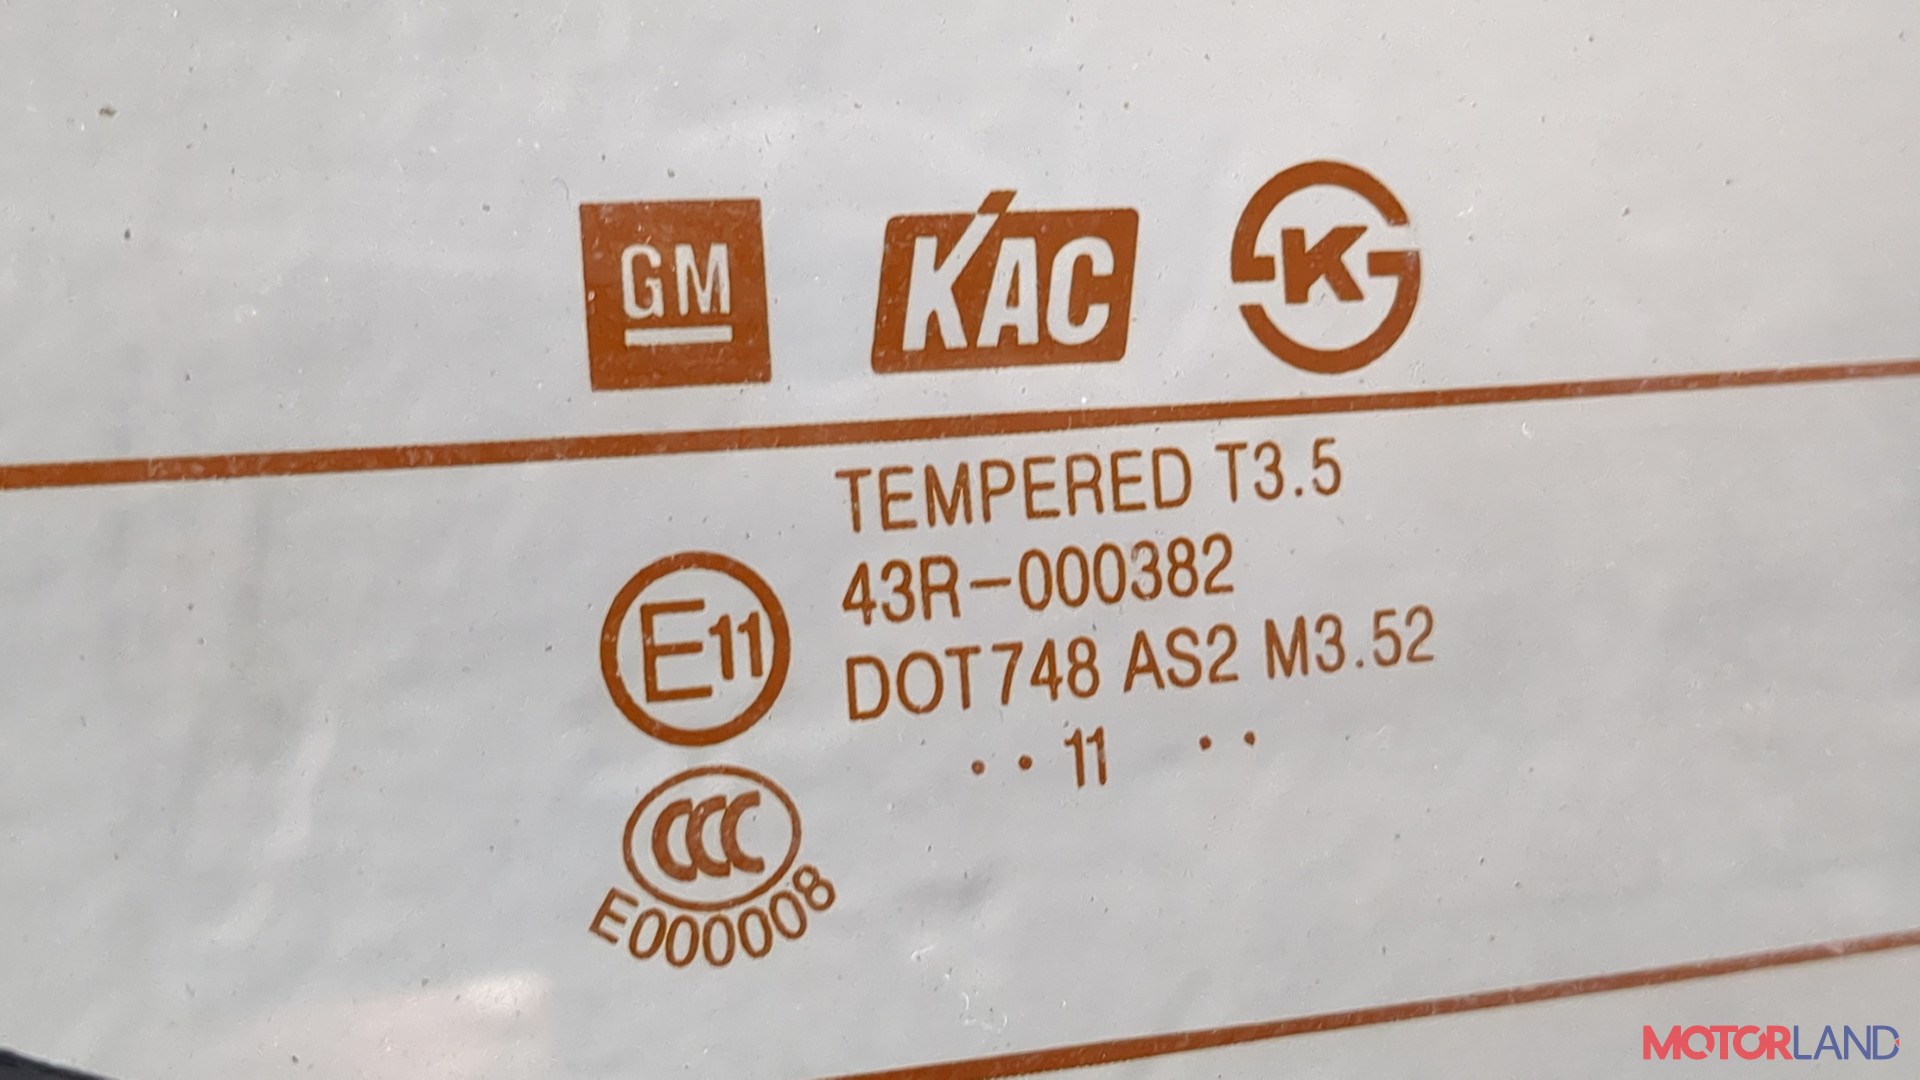 GM KAC K
TEMPERED T3.5
43R-000382
E11
DOT748 AS2 M3.52
..11 ..
CCC
E000008
MOTORLAND